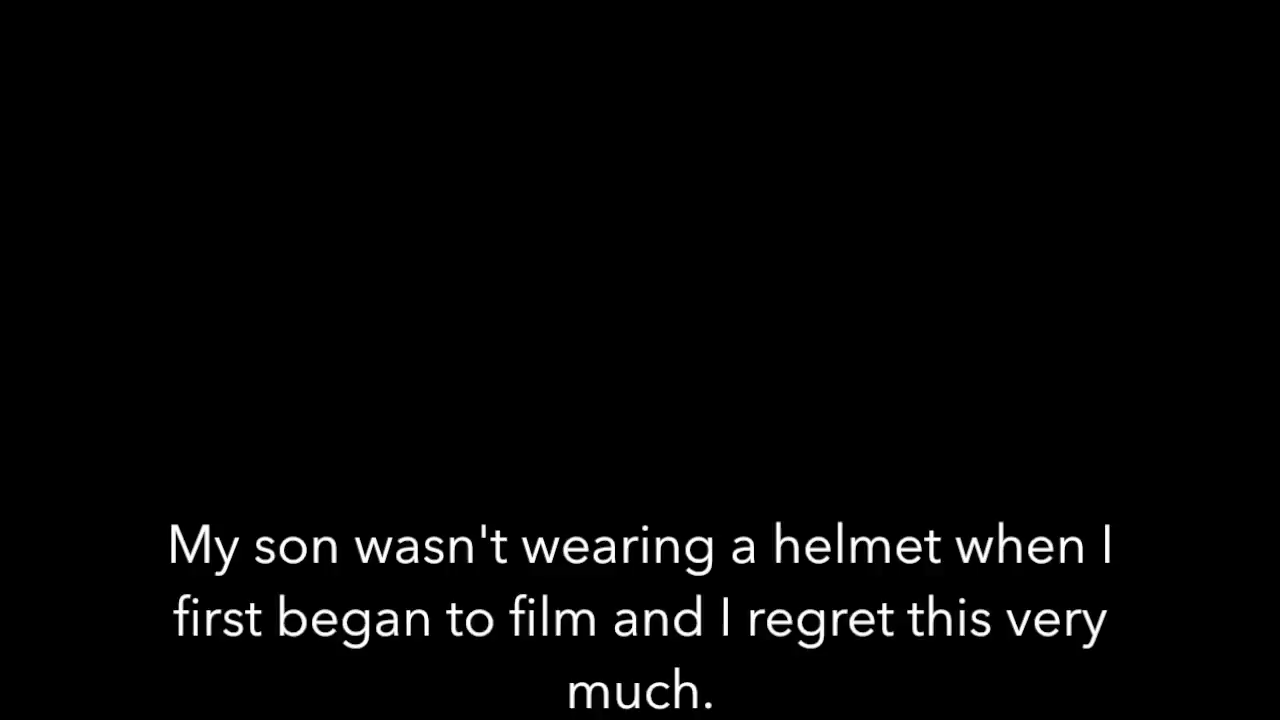 My son wasn't wearing a helmet when I
first began to film and I regret this very
much.